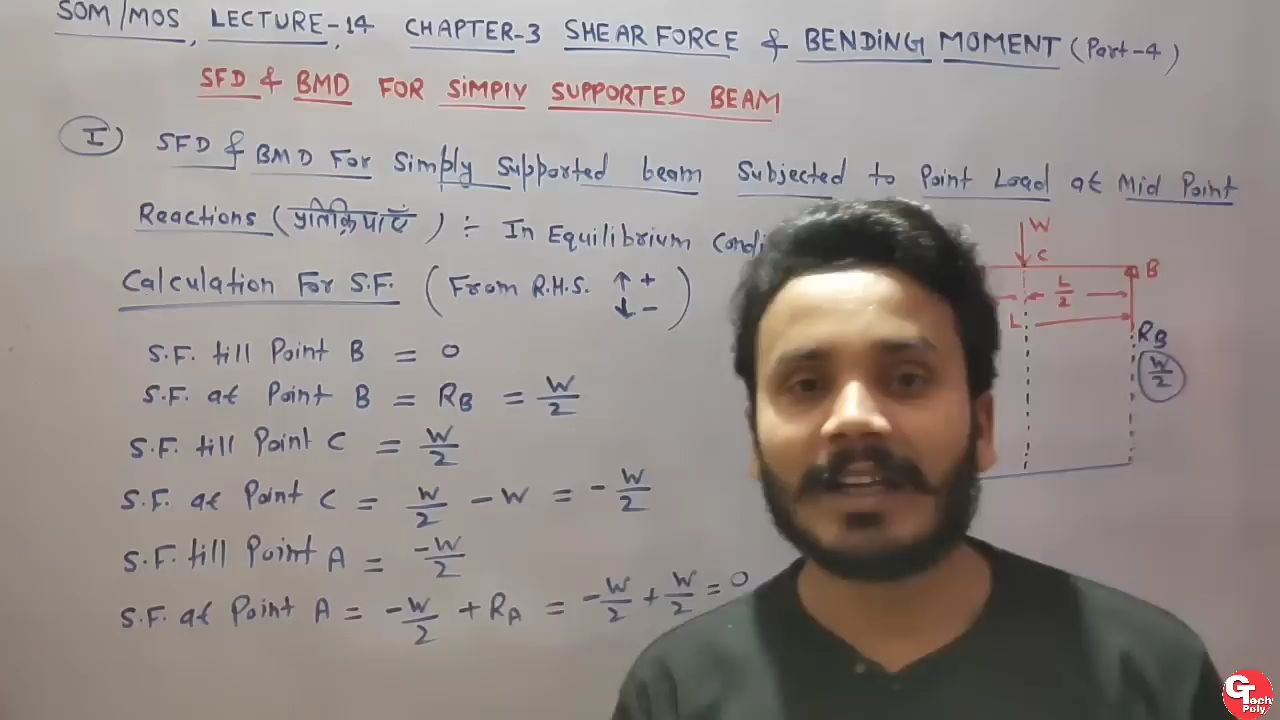 SOM/MOS, LECTURE-14 CHAPTER-3 SHEAR FORCE & BENDING MOMENT (Part-4)
SFD & BMD FOR SIMPLY SUPPORTED BEAM
I) SFD & BMD For Simply Supported beam Subjected to Point Load at Mid Point
Reactions (प्रतिक्रियाएँ) ÷ In Equilibrium
Calculation For S.F. (From R.H.S. ↑ + ↓ -)
S.F. till Point B = 0
S.F. at Point B = RB = W/2
S.F. till Point C = W/2
S.F. at Point C = W/2 - W = - W/2
S.F. till Point A = -W/2
S.F. at Point A = -W/2 + RA = -W/2 + W/2 = 0
W
C
B
L/2
L
RB
W/2
GTech Poly